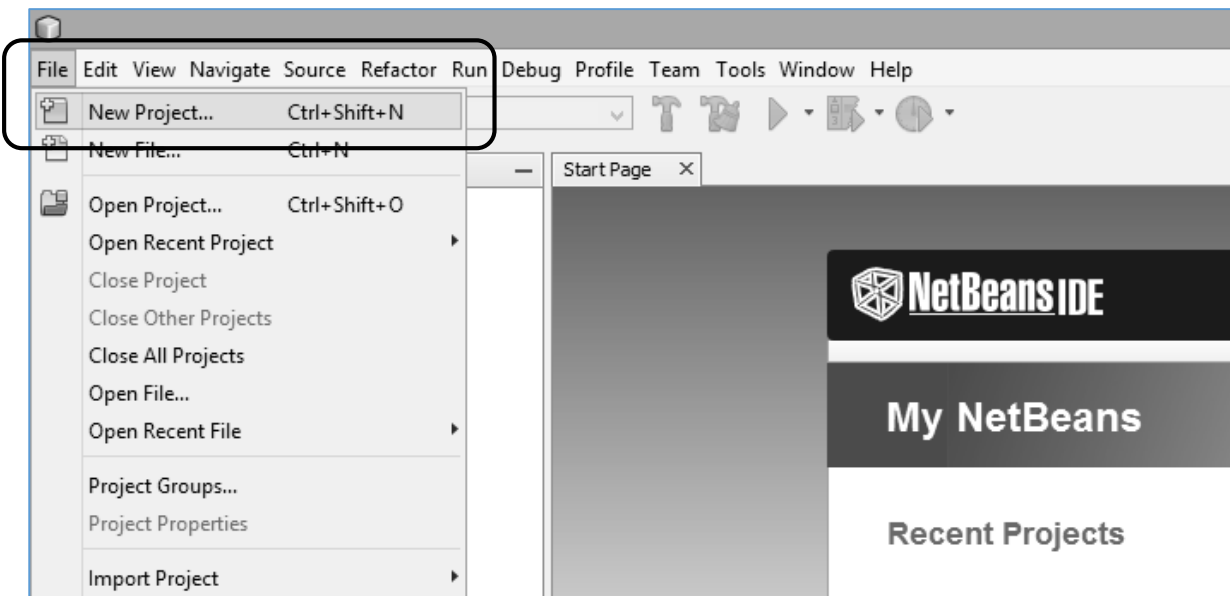 File Edit View Navigate Source Refactor Run Debug Profile Team Tools Window Help
New Project... Ctrl+Shift+N
New File... Ctrl+N
Start Page
Open Project... Ctrl+Shift+O
Open Recent Project
Close Project
Close Other Projects
Close All Projects
Open File...
Open Recent File
Project Groups...
Project Properties
Import Project
NetBeans IDE
My NetBeans
Recent Projects